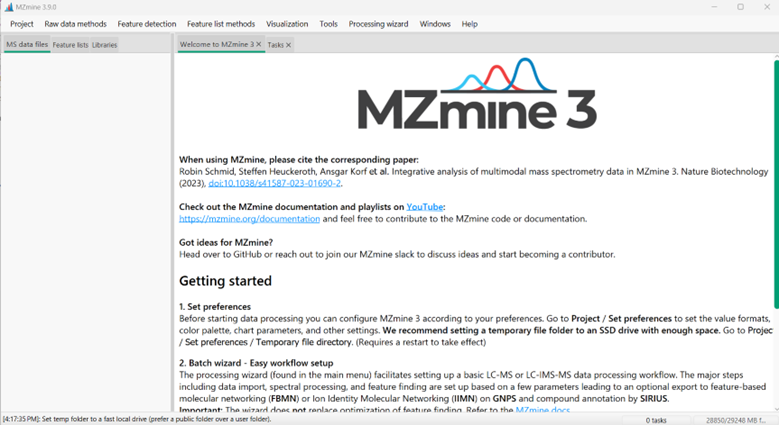 MZmine 3.9.0
Project Raw data methods Feature detection Feature list methods Visualization Tools Processing wizard Windows Help
MS data files Feature lists Libraries Welcome to MZmine 3 Tasks
MZmine 3
When using MZmine, please cite the corresponding paper:
Robin Schmid, Steffen Heuckeroth, Ansgar Korf et al. Integrative analysis of multimodal mass spectrometry data in MZmine 3. Nature Biotechnology
(2023), doi:10.1038/s41587-023-01690-2.
Check out the MZmine documentation and playlists on YouTube:
https://mzmine.org/documentation and feel free to contribute to the MZmine code or documentation.
Got ideas for MZmine?
Head over to GitHub or reach out to join our MZmine slack to discuss ideas and start becoming a contributor.
Getting started
1. Set preferences
Before starting data processing you can configure MZmine 3 according to your preferences. Go to Project / Set preferences to set the value formats,
color palette, chart parameters, and other settings. We recommend setting a temporary file folder to an SSD drive with enough space. Go to Projec
/ Set preferences / Temporary file directory. (Requires a restart to take effect)
2. Batch wizard - Easy workflow setup
The processing wizard (found in the main menu) facilitates setting up a basic LC-MS or LC-IMS-MS data processing workflow. The major steps
including data import, spectral processing, and feature finding are set up based on a few parameters leading to an optional export to feature-based
molecular networking (FBMN) or Ion Identity Molecular Networking (IIMN) on GNPS and compound annotation by SIRIUS.
Important: The wizard does not replace optimization of feature finding. Refer to the MZmine docs
[4:17:35 PM]: Set temp folder to a fast local drive (prefer a public folder over a user folder). 0 tasks 28850/29248 MB f...